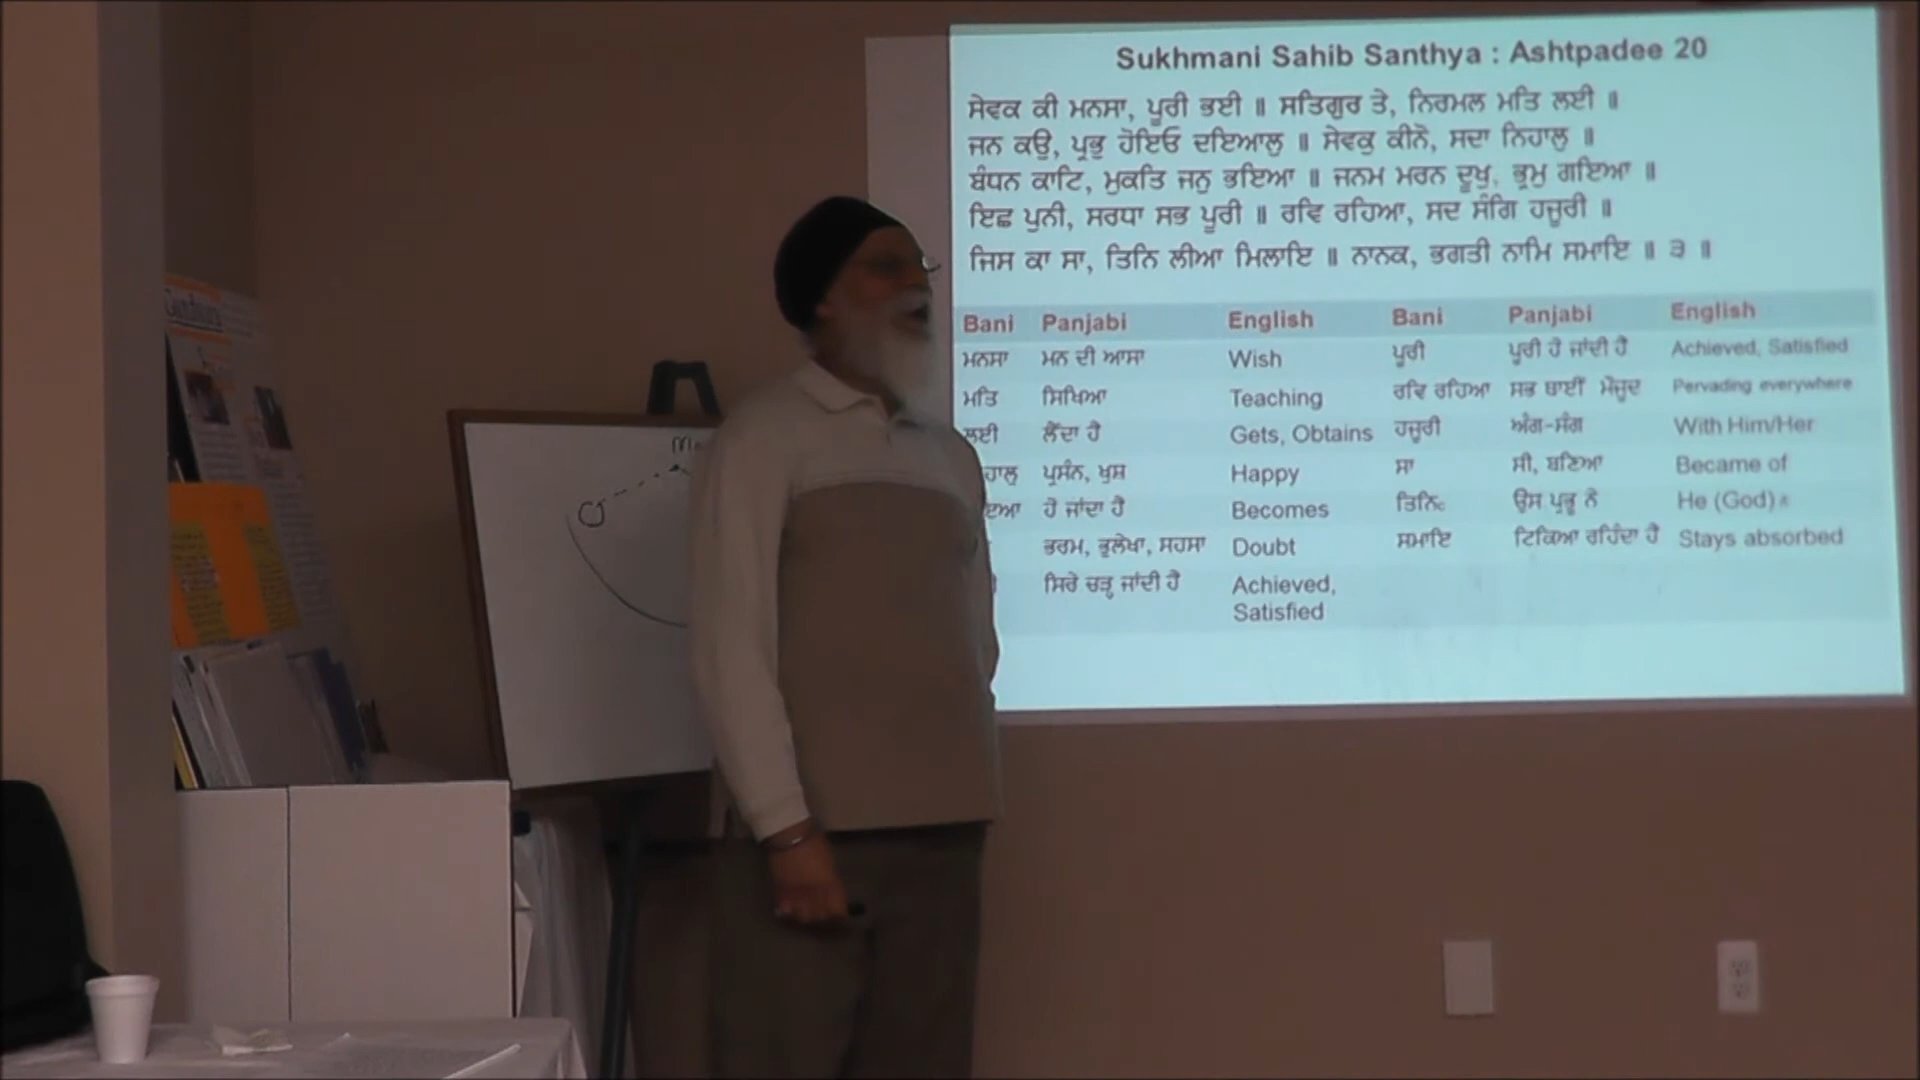 Sukhmani Sahib Santhya : Ashtpadee 20
ਸੇਵਕ ਕੀ ਮਨਸਾ, ਪੂਰੀ ਭਈ ॥ ਸਤਿਗੁਰ ਤੇ, ਨਿਰਮਲ ਮਤਿ ਲਈ ॥
ਜਨ ਕਉ, ਪ੍ਰਭੁ ਹੋਇਓ ਦਇਆਲੁ ॥ ਸੇਵਕੁ ਕੀਨੋ, ਸਦਾ ਨਿਹਾਲੁ ॥
ਬੰਧਨ ਕਾਟਿ, ਮੁਕਤਿ ਜਨੁ ਭਇਆ ॥ ਜਨਮ ਮਰਨ ਦੂਖੁ, ਭ੍ਰਮੁ ਗਇਆ ॥
ਇਛ ਪੁਨੀ, ਸਰਧਾ ਸਭ ਪੂਰੀ ॥ ਰਵਿ ਰਹਿਆ, ਸਦ ਸੰਗਿ ਹਜੂਰੀ ॥
ਜਿਸ ਕਾ ਸਾ, ਤਿਨਿ ਲੀਆ ਮਿਲਾਇ ॥ ਨਾਨਕ, ਭਗਤੀ ਨਾਮਿ ਸਮਾਇ ॥ ੩ ॥
Bani Panjabi English Bani Panjabi English
ਮਨਸਾ ਮਨ ਦੀ ਆਸਾ Wish ਪੂਰੀ ਪੂਰੀ ਹੋ ਜਾਂਦੀ ਹੈ Achieved, Satisfied
ਮਤਿ ਸਿਖਿਆ Teaching ਰਵਿ ਰਹਿਆ ਸਭ ਥਾਈਂ ਮੌਜੂਦ Pervading everywhere
ਲਈ ਲੈਂਦਾ ਹੈ Gets, Obtains ਹਜੂਰੀ ਅੰਗ-ਸੰਗ With Him/Her
ਹਾਲੁ ਪ੍ਰਸੰਨ, ਖੁਸ਼ Happy ਸਾ ਸੀ, ਬਣਿਆ Became of
ਇਆ ਹੋ ਜਾਂਦਾ ਹੈ Becomes ਤਿਨਿ ਉਸ ਪ੍ਰਭੂ ਨੇ He (God)
ਭਰਮ, ਭੁਲੇਖਾ, ਸਹਸਾ Doubt ਸਮਾਇ ਟਿਕਿਆ ਰਹਿੰਦਾ ਹੈ Stays absorbed
ਸਿਰੇ ਚੜ੍ਹ ਜਾਂਦੀ ਹੈ Achieved,
Satisfied